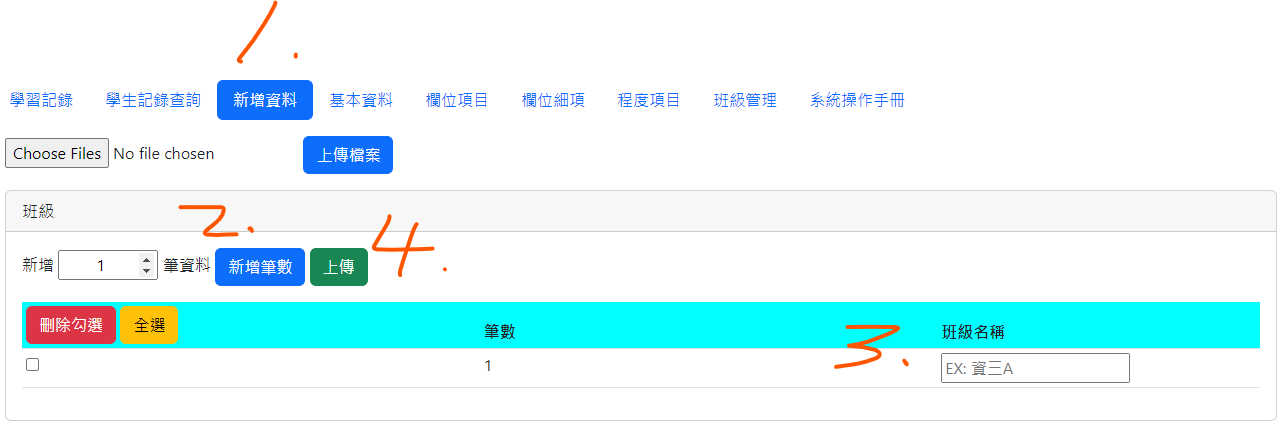 1.
學習記錄 學生記錄查詢 新增資料 基本資料 欄位項目 欄位細項 程度項目 班級管理 系統操作手冊
Choose Files No file chosen 上傳檔案
班級
2.
4.
新增 1 筆資料 新增筆數 上傳
3.
刪除勾選 全選 筆數 班級名稱
1 EX: 資三A